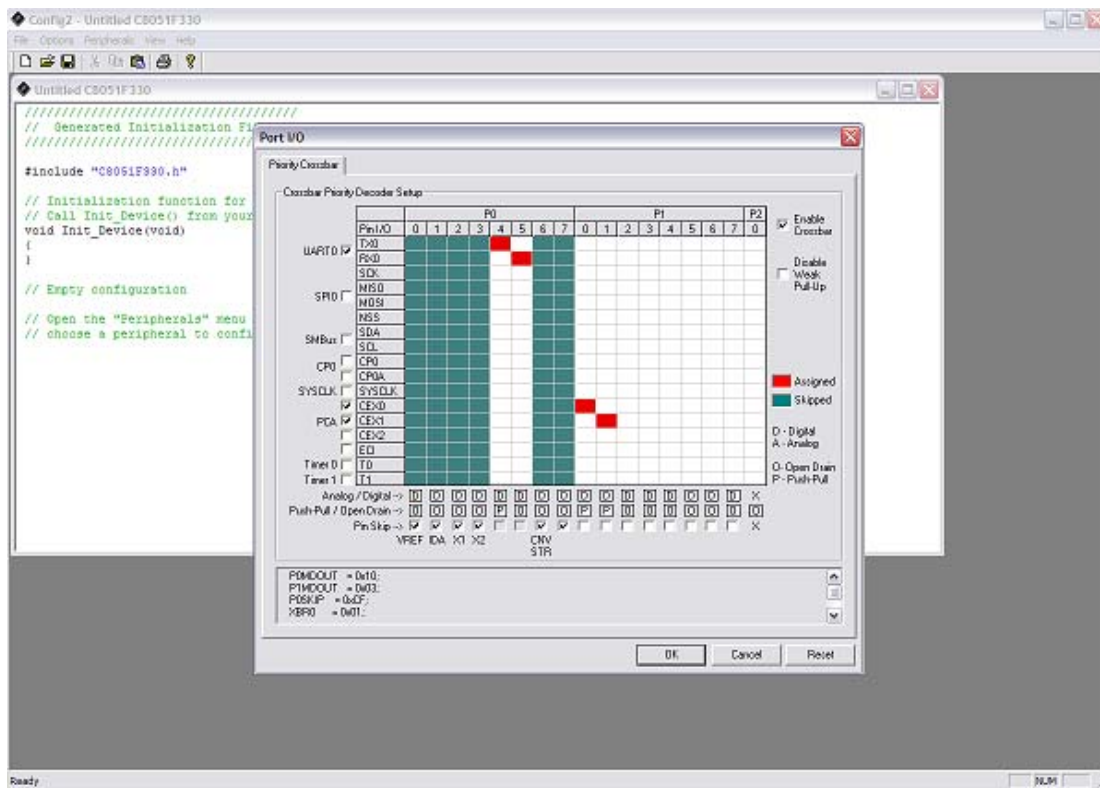 Config2 - Untitled C8051F330
File Options Peripherals View Help
Untitled C8051F330
/////////////////////////////////////
// Generated Initialization Fi
///////////////////////////////
#include "C8051F330.h"
// Initialization function for
// Call Init_Device() from your
void Init_Device(void)
{
}
// Empty configuration
// Open the "Peripherals" menu
// choose a peripheral to confi
Port I/O
Priority Crossbar
Crossbar Priority Decoder Setup
P0 P1 P2
Pin I/O 0 1 2 3 4 5 6 7 0 1 2 3 4 5 6 7 0
UART0 TX0
RX0
SPI0 SCK
MISO
MOSI
NSS
SMBus SDA
SCL
CP0 CP0
CP0A
SYSCLK SYSCLK
PCA CEX0
CEX1
CEX2
ECI
Timer 0 T0
Timer 1 T1
Enable Crossbar
Disable Weak Pull-Up
Assigned
Skipped
D - Digital
A - Analog
O- Open Drain
P - Push-Pull
Analog / Digital ->
Push-Pull / Open Drain ->
Pin Skip ->
VREF IDA X1 X2 CNV
STR
P0MDOUT = 0x10;
P1MDOUT = 0x03;
P0SKIP = 0xCF;
XBR0 = 0x01;
OK Cancel Reset
Ready NUM